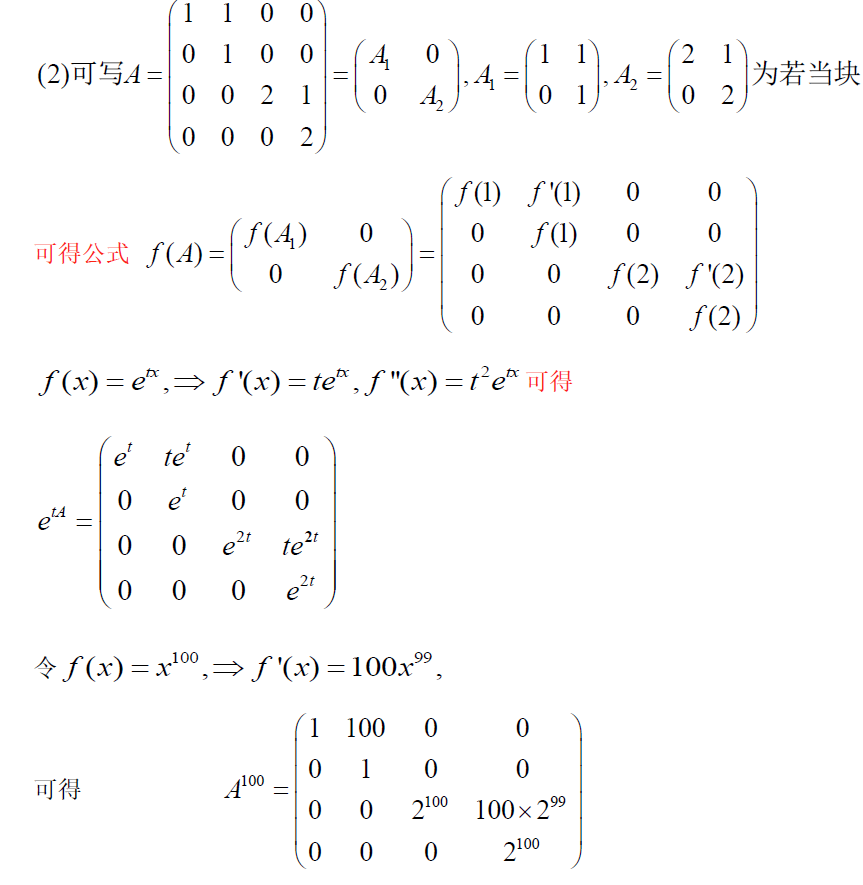 (2)可写A = \begin{pmatrix} 1 & 1 & 0 & 0 \\ 0 & 1 & 0 & 0 \\ 0 & 0 & 2 & 1 \\ 0 & 0 & 0 & 2 \end{pmatrix} = \begin{pmatrix} A_1 & 0 \\ 0 & A_2 \end{pmatrix}, A_1 = \begin{pmatrix} 1 & 1 \\ 0 & 1 \end{pmatrix}, A_2 = \begin{pmatrix} 2 & 1 \\ 0 & 2 \end{pmatrix} 为若当块
可得公式 f(A) = \begin{pmatrix} f(A_1) & 0 \\ 0 & f(A_2) \end{pmatrix} = \begin{pmatrix} f(1) & f'(1) & 0 & 0 \\ 0 & f(1) & 0 & 0 \\ 0 & 0 & f(2) & f'(2) \\ 0 & 0 & 0 & f(2) \end{pmatrix}
f(x) = e^{tx}, ⇒ f'(x) = te^{tx}, f''(x) = t^2e^{tx} 可得
e^{tA} = \begin{pmatrix} e^t & te^t & 0 & 0 \\ 0 & e^t & 0 & 0 \\ 0 & 0 & e^{2t} & te^{2t} \\ 0 & 0 & 0 & e^{2t} \end{pmatrix}
令 f(x) = x^{100}, ⇒ f'(x) = 100x^{99},
可得 A^{100} = \begin{pmatrix} 1 & 100 & 0 & 0 \\ 0 & 1 & 0 & 0 \\ 0 & 0 & 2^{100} & 100×2^{99} \\ 0 & 0 & 0 & 2^{100} \end{pmatrix}